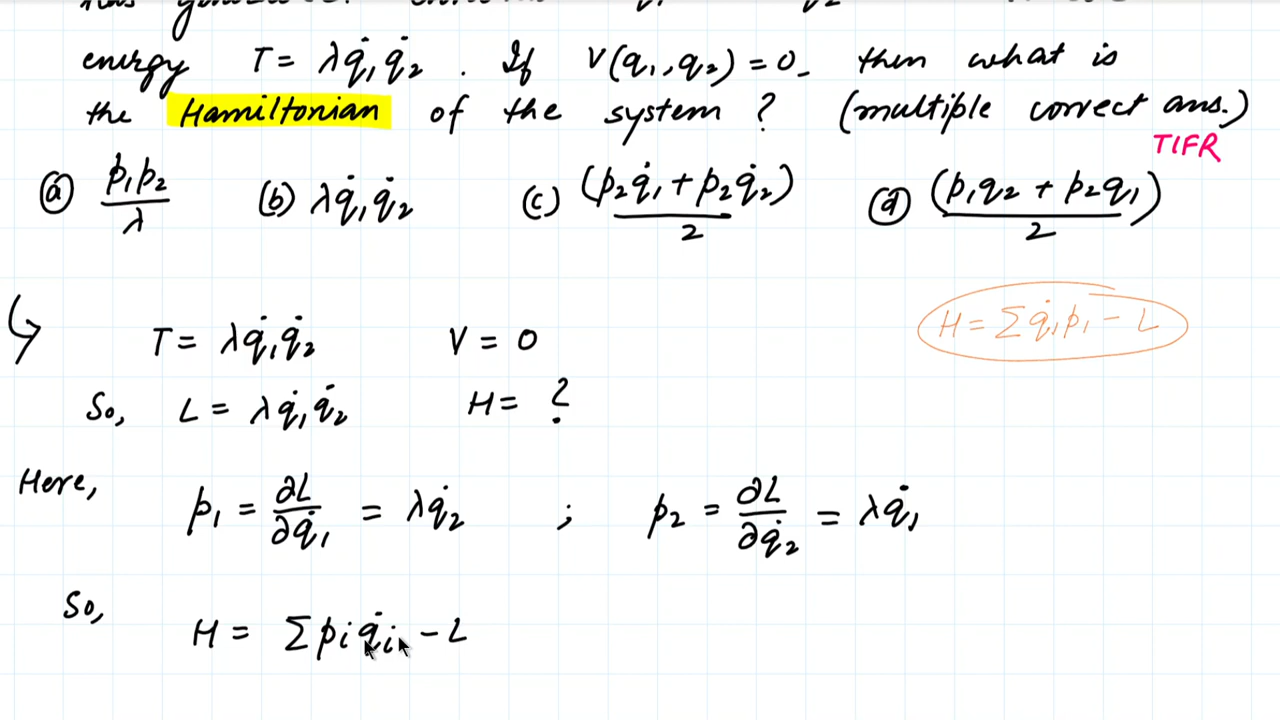 energy T = λq̇₁q̇₂ . If V(q₁,q₂) = 0 . then what is
the Hamiltonian of the system ? (multiple correct ans.)
TIFR
(a) p₁p₂/λ (b) λq̇₁q̇₂ (c) (p₂q̇₁ + p₂q̇₂)/2 (d) (p₁q₂ + p₂q₁)/2
H = Σq̇₁p₁ - L
↳ T = λq̇₁q̇₂ V = 0
So, L = λq̇₁q̇₂ H = ?
Here, p₁ = ∂L/∂q̇₁ = λq̇₂ ; p₂ = ∂L/∂q̇₂ = λq̇₁
So,
H = Σpᵢq̇ᵢ - L